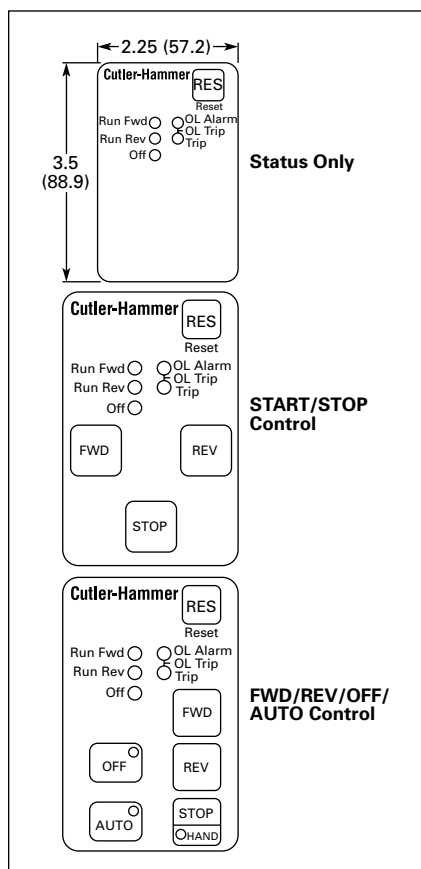 2.25 (57.2)
3.5
(88.9)
Cutler-Hammer
RES
Reset
Run Fwd
OL Alarm
OL Trip
Run Rev
Trip
Off
Status Only
Cutler-Hammer
RES
Reset
Run Fwd
OL Alarm
OL Trip
Run Rev
Trip
Off
FWD
REV
STOP
START/STOP
Control
Cutler-Hammer
RES
Reset
Run Fwd
OL Alarm
OL Trip
Run Rev
Trip
Off
FWD
OFF
REV
AUTO
STOP
HAND
FWD/REV/OFF/
AUTO Control